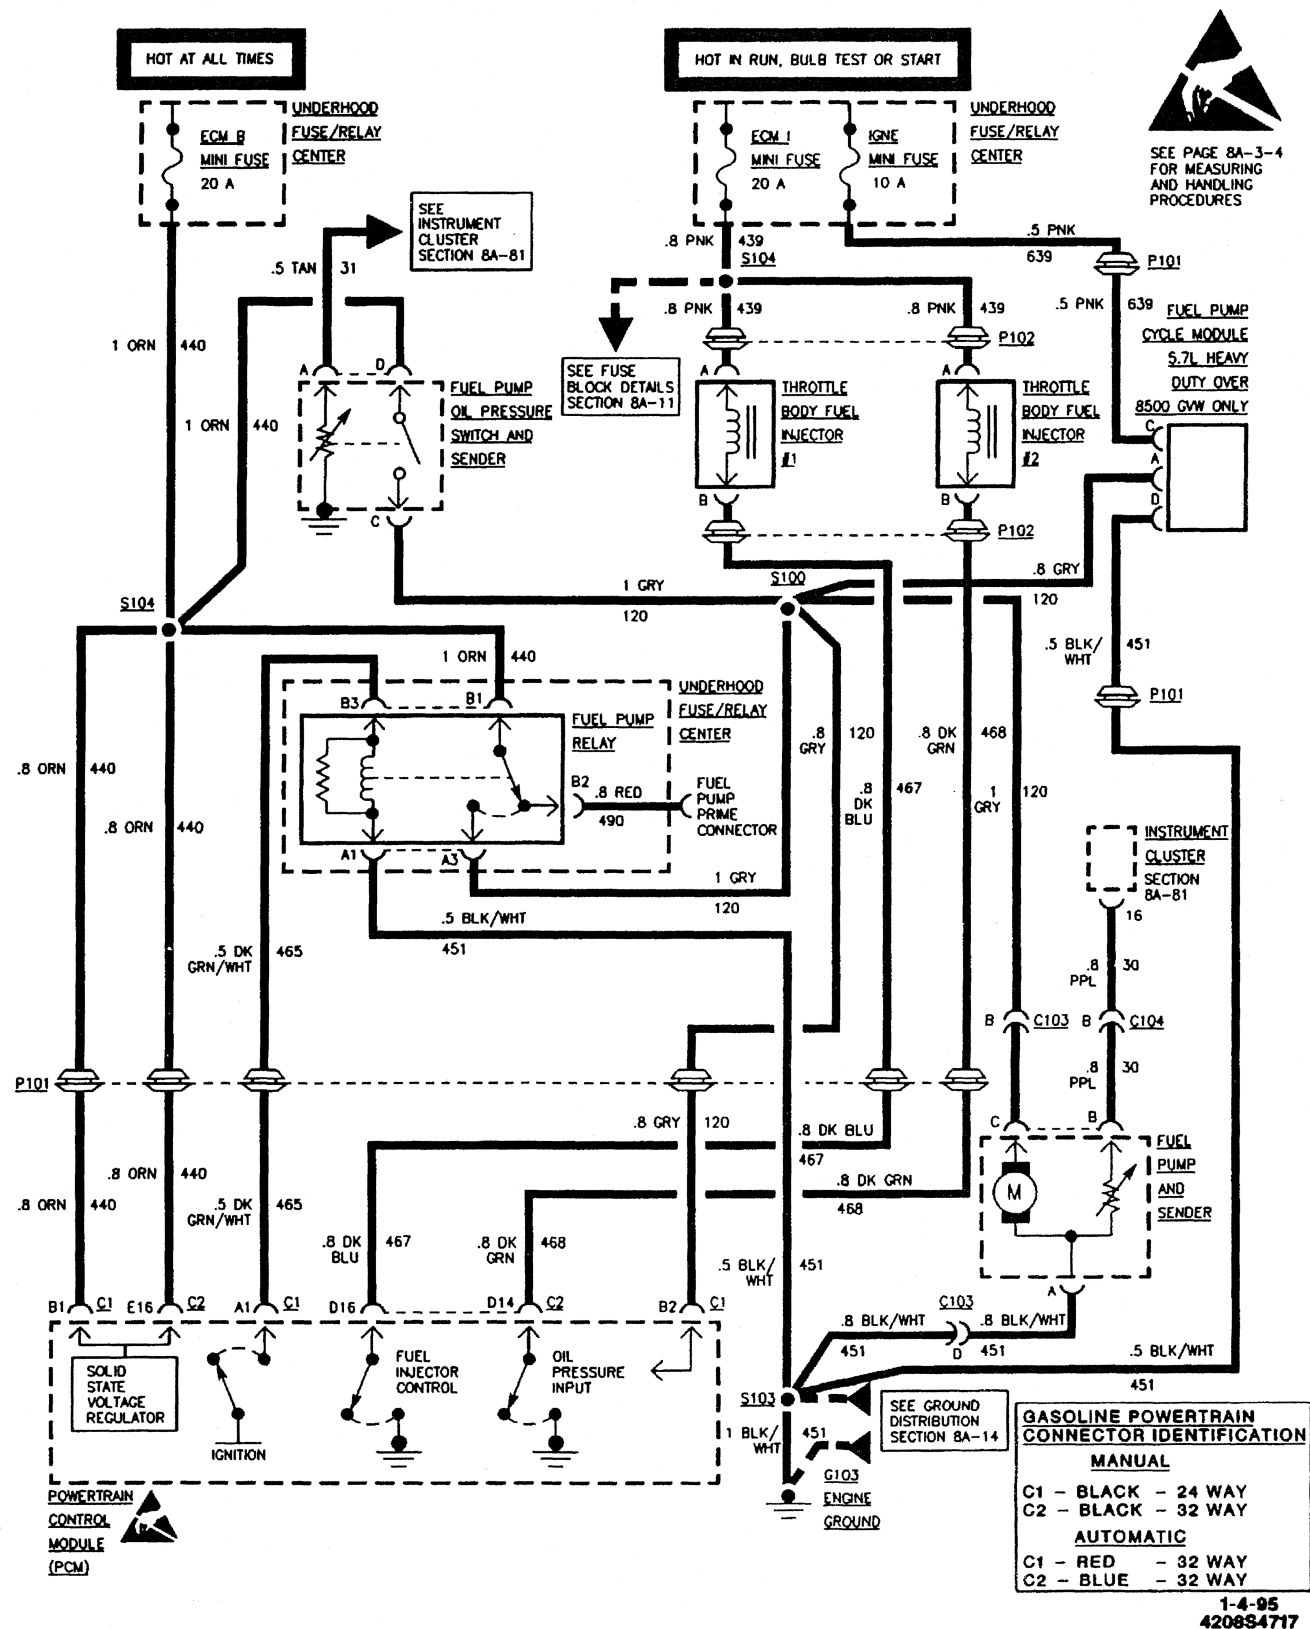 HOT AT ALL TIMES
HOT IN RUN, BULB TEST OR START
UNDERHOOD
FUSE/RELAY
CENTER
ECM B
MINI FUSE
20 A
ECM I
MINI FUSE
20 A
IGNE
MINI FUSE
10 A
UNDERHOOD
FUSE/RELAY
CENTER
SEE PAGE 8A-3-4
FOR MEASURING
AND HANDLING
PROCEDURES
SEE
INSTRUMENT
CLUSTER
SECTION 8A-81
.5 TAN 31
.8 PNK 439
S104
.5 PNK
639
P101
.8 PNK 439
.8 PNK 439
.5 PNK 639
P102
FUEL PUMP
CYCLE MODULE
5.7L HEAVY
DUTY OVER
8500 GVW ONLY
1 ORN 440
1 ORN 440
A D
FUEL PUMP
OIL PRESSURE
SWITCH AND
SENDER
C
SEE FUSE
BLOCK DETAILS
SECTION 8A-11
A
THROTTLE
BODY FUEL
INJECTOR
#1
B
A
THROTTLE
BODY FUEL
INJECTOR
#2
B
P102
C
A
D
S104
1 GRY
120
S100
.8 GRY
120
.5 BLK/
WHT
451
P101
1 ORN 440
B3 B1
UNDERHOOD
FUSE/RELAY
CENTER
FUEL PUMP
RELAY
B2
.8 RED
490
FUEL
PUMP
PRIME
CONNECTOR
A1 A3
.8 ORN 440
.8 ORN 440
.8
GRY
120
.8
DK
BLU
467
.8 DK
GRN
468
1
GRY
120
1 GRY
120
.5 BLK/WHT
451
.5 DK
GRN/WHT
465
INSTRUMENT
CLUSTER
SECTION
8A-81
16
.8
PPL
30
B C103
B C104
.8
PPL
30
P101
.8 GRY 120
.8 DK BLU
467
.8 DK GRN
468
C B
M
FUEL
PUMP
AND
SENDER
A
.8 ORN 440
.8 ORN 440
.5 DK
GRN/WHT
465
.8 DK
BLU
467
.8 DK
GRN
468
.5 BLK/
WHT
451
B1 C1 E16 C2 A1 C1 D16 D14 C2 B2 C1
SOLID
STATE
VOLTAGE
REGULATOR
IGNITION
FUEL
INJECTOR
CONTROL
OIL
PRESSURE
INPUT
.8 BLK/WHT
451
C103
D
.8 BLK/WHT
451
.5 BLK/WHT
451
S103
1 BLK/
WHT
451
SEE GROUND
DISTRIBUTION
SECTION 8A-14
G103
ENGINE
GROUND
POWERTRAIN
CONTROL
MODULE
(PCM)
GASOLINE POWERTRAIN
CONNECTOR IDENTIFICATION
MANUAL
C1 - BLACK - 24 WAY
C2 - BLACK - 32 WAY
AUTOMATIC
C1 - RED - 32 WAY
C2 - BLUE - 32 WAY
1-4-95
4208S4717